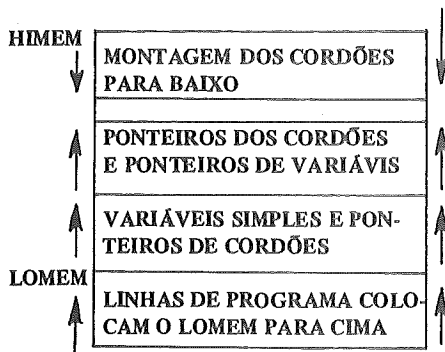 HIMEM
MONTAGEM DOS CORDÕES
PARA BAIXO
PONTEIROS DOS CORDÕES
E PONTEIROS DE VARIÁVIS
VARIÁVEIS SIMPLES E PON-
TEIROS DE CORDÕES
LOMEM
LINHAS DE PROGRAMA COLO-
CAM O LOMEM PARA CIMA